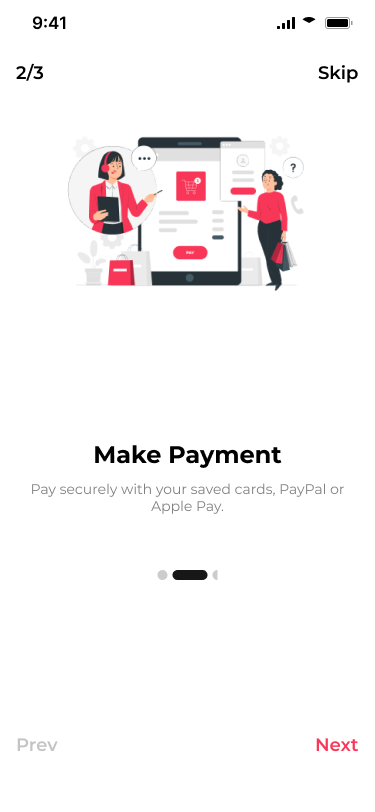 9:41
2/3
Skip
?
PAY
Make Payment
Pay securely with your saved cards, PayPal or
Apple Pay.
Prev
Next